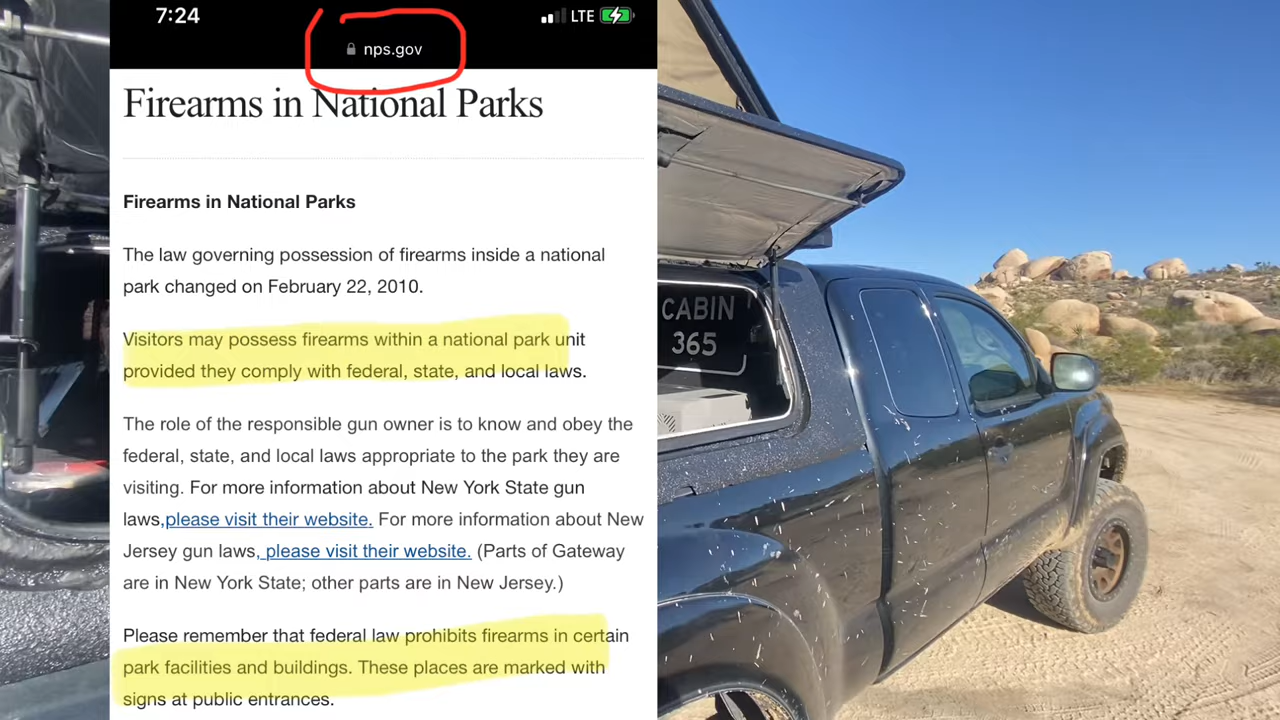 7:24
LTE
nps.gov
Firearms in National Parks
Firearms in National Parks
The law governing possession of firearms inside a national
park changed on February 22, 2010.
Visitors may possess firearms within a national park unit
provided they comply with federal, state, and local laws.
The role of the responsible gun owner is to know and obey the
federal, state, and local laws appropriate to the park they are
visiting. For more information about New York State gun
laws,please visit their website. For more information about New
Jersey gun laws, please visit their website. (Parts of Gateway
are in New York State; other parts are in New Jersey.)
Please remember that federal law prohibits firearms in certain
park facilities and buildings. These places are marked with
signs at public entrances.
CABIN
365